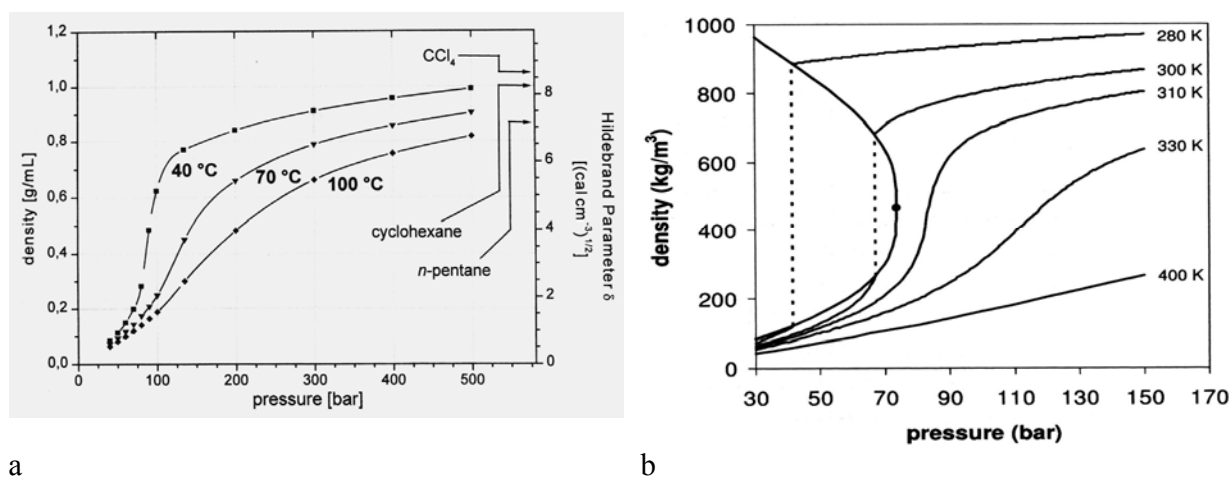 1,2
1,0
0,8
0,6
0,4
0,2
0,0
density [g/mL]
0
100
200
300
400
500
pressure [bar]
40 °C
70 °C
100 °C
CCl4
cyclohexane
n-pentane
8
6
4
2
0
Hildebrand Parameter δ
[(cal cm-3)1/2]
a
1000
800
600
400
200
0
density (kg/m3)
30
50
70
90
110
130
150
170
pressure (bar)
280 K
300 K
310 K
330 K
400 K
b